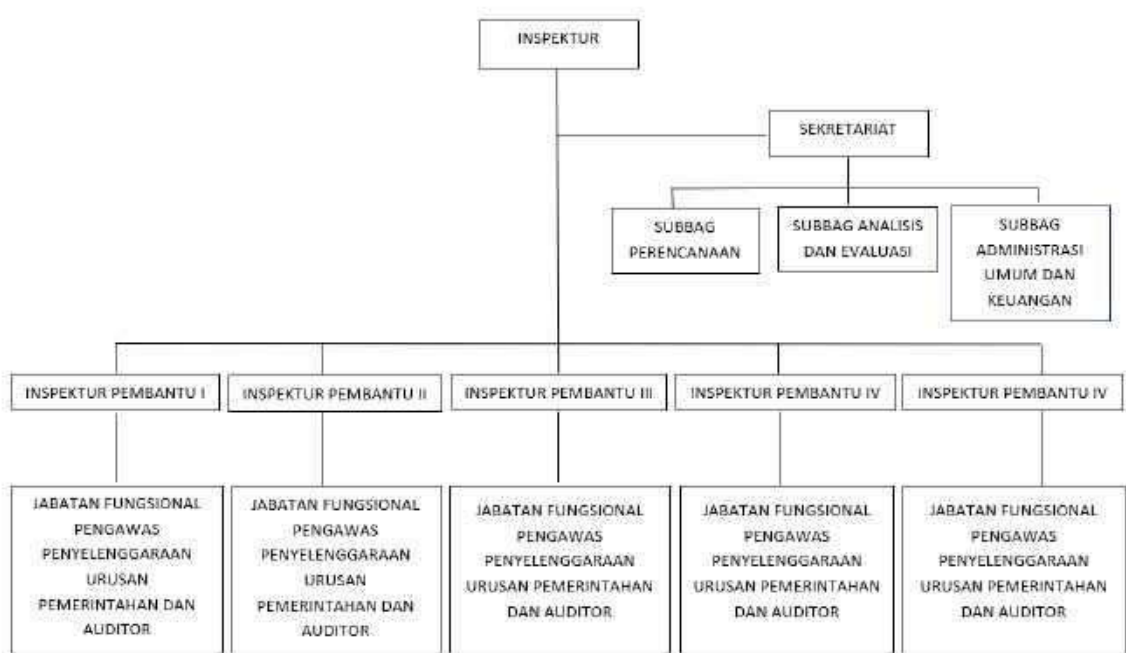 INSPEKTUR
SEKRETARIAT
SUBBAG
PERENCANAAN
SUBBAG ANALISIS
DAN EVALUASI
SUBBAG
ADMINISTRASI
UMUM DAN
KEUANGAN
INSPEKTUR PEMBANTU I
INSPEKTUR PEMBANTU II
INSPEKTUR PEMBANTU III
INSPEKTUR PEMBANTU IV
INSPEKTUR PEMBANTU IV
JABATAN FUNGSIONAL
PENGAWAS
PENYELENGGARAAN
URUSAN
PEMERINTAHAN DAN
AUDITOR
JABATAN FUNGSIONAL
PENGAWAS
PENYELENGGARAAN
URUSAN
PEMERINTAHAN DAN
AUDITOR
JABATAN FUNGSIONAL
PENGAWAS
PENYELENGGARAAN
URUSAN PEMERINTAHAN
DAN AUDITOR
JABATAN FUNGSIONAL
PENGAWAS
PENYELENGGARAAN
URUSAN PEMERINTAHAN
DAN AUDITOR
JABATAN FUNGSIONAL
PENGAWAS
PENYELENGGARAAN
URUSAN PEMERINTAHAN
DAN AUDITOR